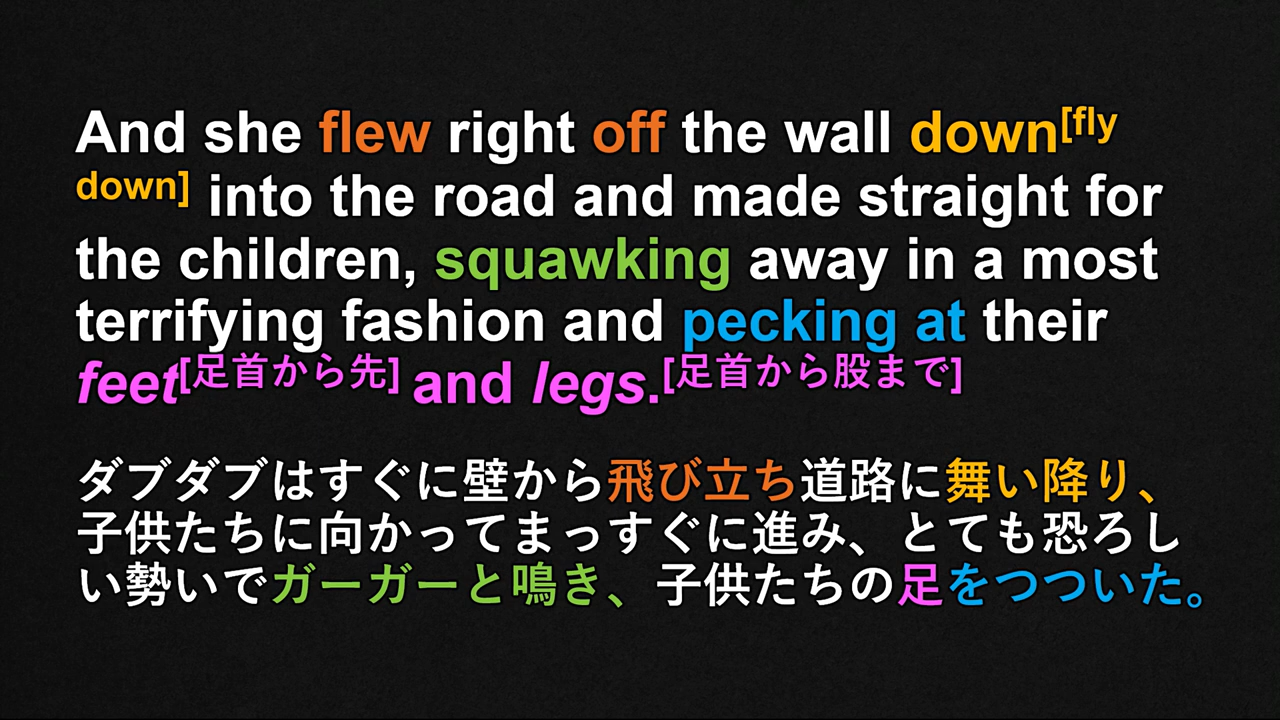 And she flew right off the wall down[fly
down] into the road and made straight for
the children, squawking away in a most
terrifying fashion and pecking at their
feet[足首から先] and legs.[足首から股まで]
ダブダブはすぐに壁から飛び立ち道路に舞い降り、
子供たちに向かってまっすぐに進み、とても恐ろし
い勢いでガーガーと鳴き、子供たちの足をつついた。